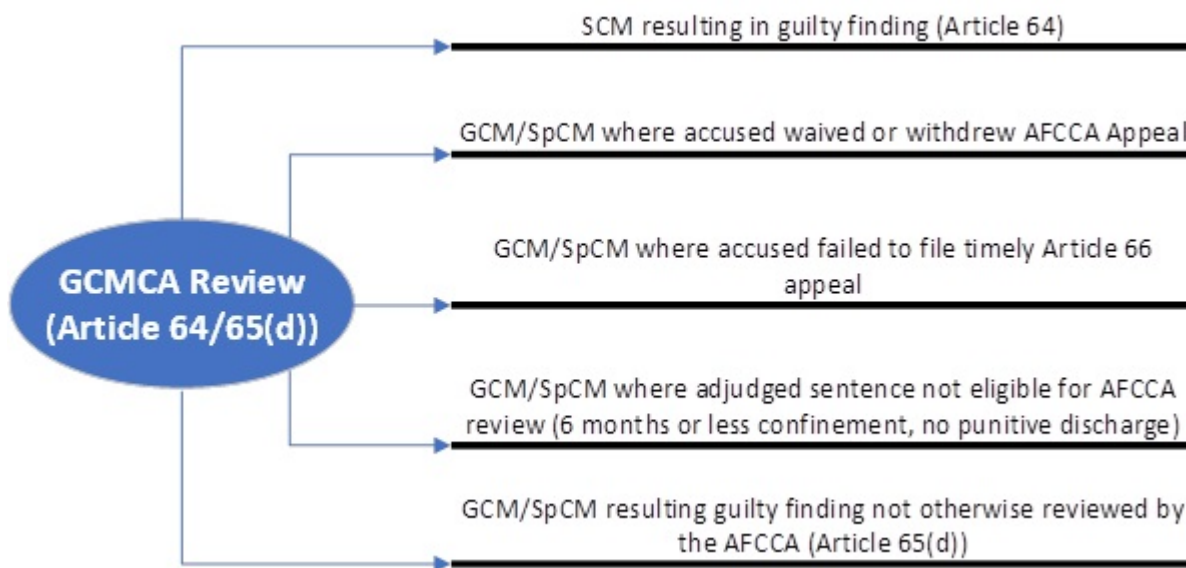 SCM resulting in guilty finding (Article 64)
GCM/SpCM where accused waived or withdrew AFCCA Appeal
GCM/SpCM where accused failed to file timely Article 66
appeal
GCMCA Review
(Article 64/65(d))
GCM/SpCM where adjudged sentence not eligible for AFCCA
review (6 months or less confinement, no punitive discharge)
GCM/SpCM resulting guilty finding not otherwise reviewed by
the AFCCA (Article 65(d))